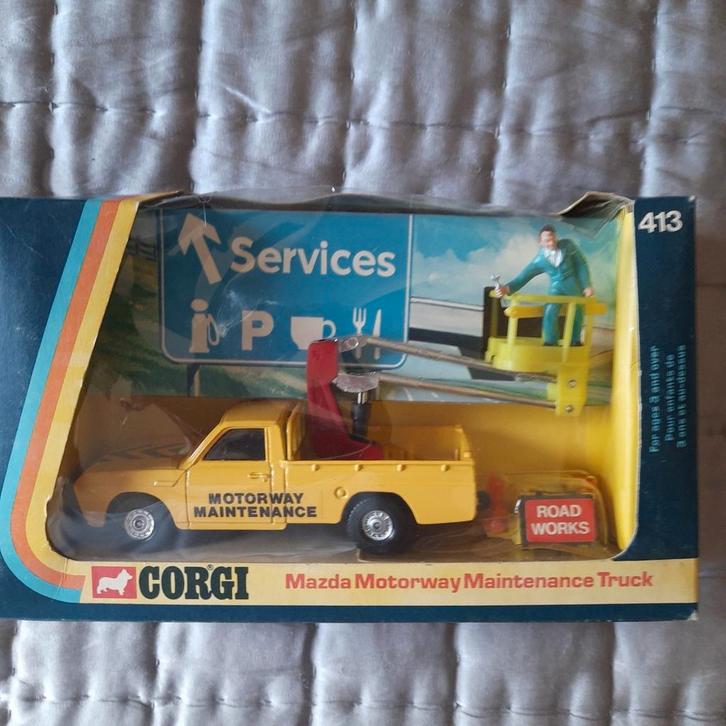 413
Services
P
For ages 3 and over
Pour enfants de
3 ans et au-dessus
MOTORWAY
MAINTENANCE
ROAD
WORKS
CORGI
Mazda Motorway Maintenance Truck